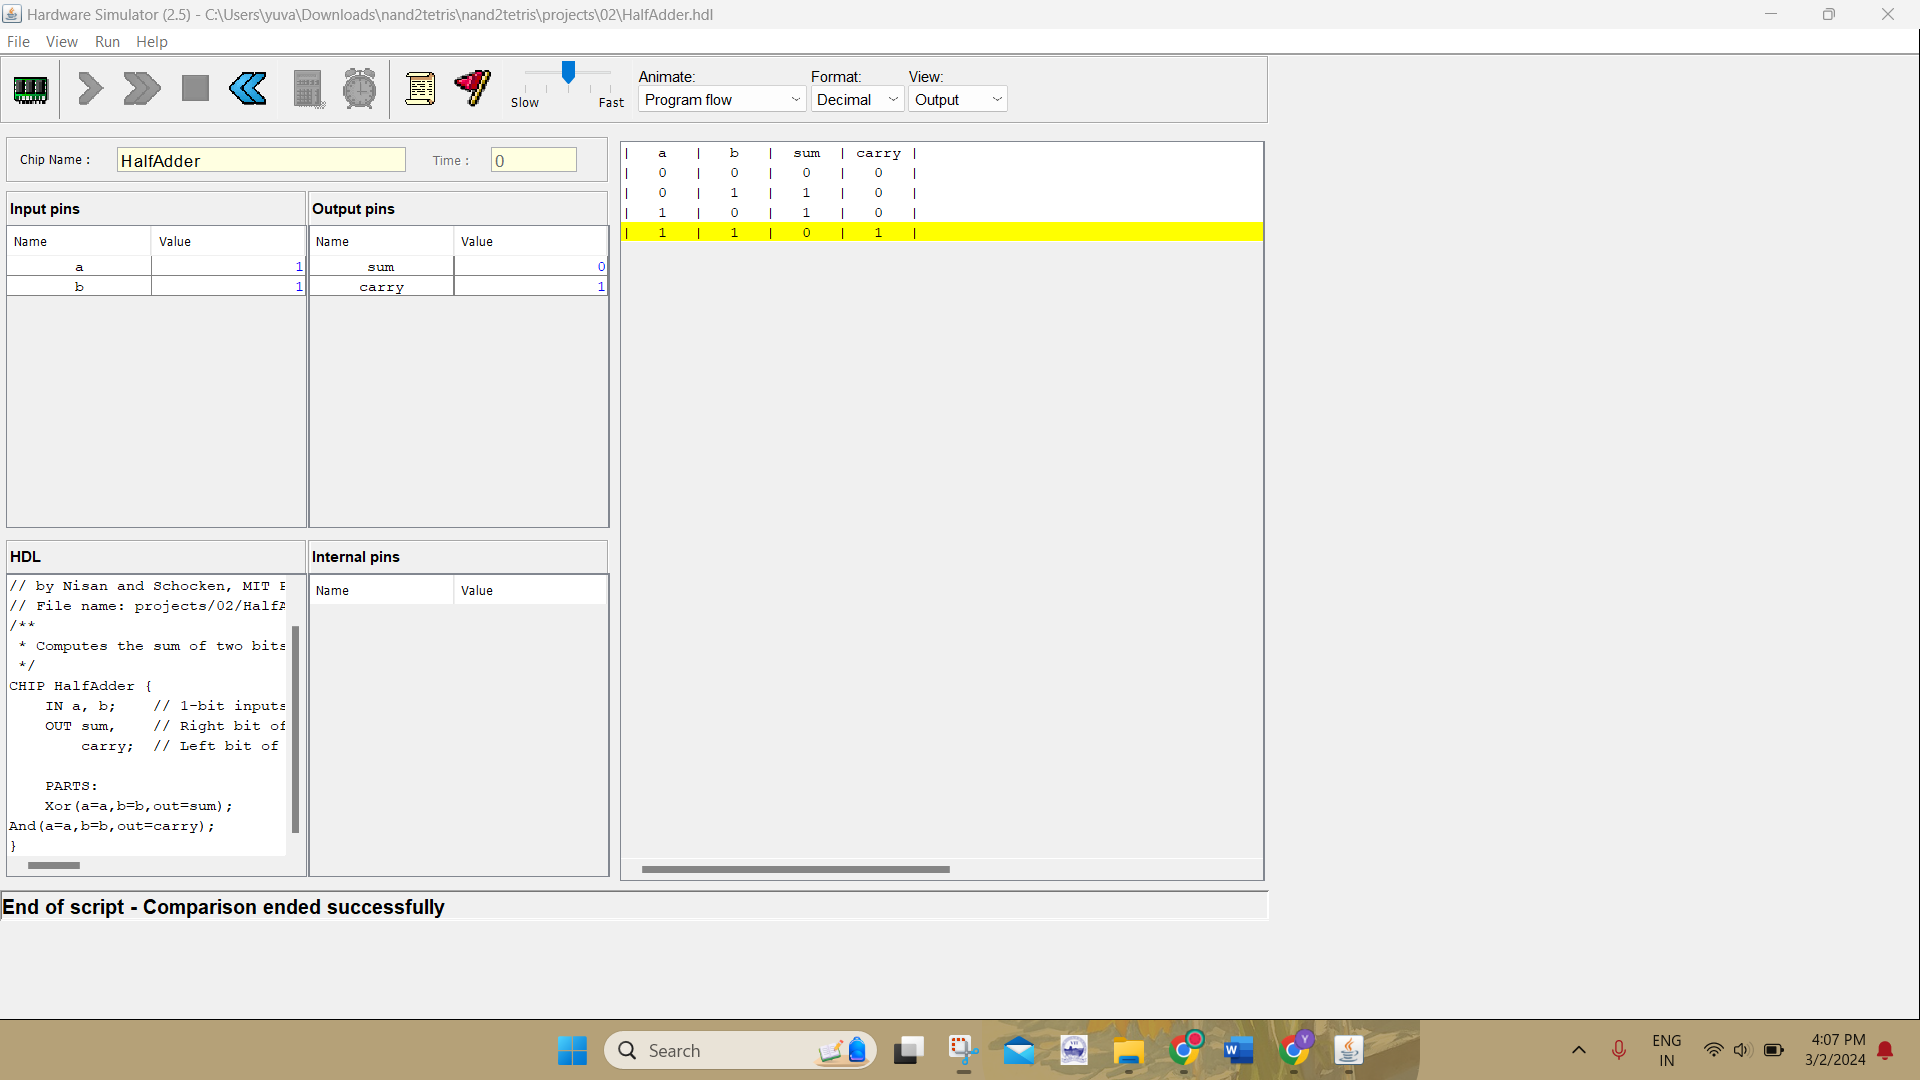 Hardware Simulator (2.5) - C:\Users\yuva\Downloads\nand2tetris\nand2tetris\projects\02\HalfAdder.hdl
File View Run Help
Slow Fast
Animate: Format: View:
Program flow Decimal Output
Chip Name : HalfAdder Time : 0
Input pins
Name Value
a 1
b 1
Output pins
Name Value
sum 0
carry 1
| a | b | sum | carry |
| 0 | 0 | 0 | 0 |
| 0 | 1 | 1 | 0 |
| 1 | 0 | 1 | 0 |
| 1 | 1 | 0 | 1 |
HDL
// by Nisan and Schocken, MIT
// File name: projects/02/HalfA
/**
* Computes the sum of two bits
*/
CHIP HalfAdder {
IN a, b; // 1-bit inputs
OUT sum, // Right bit of
carry; // Left bit of
PARTS:
Xor(a=a,b=b,out=sum);
And(a=a,b=b,out=carry);
}
Internal pins
Name Value
End of script - Comparison ended successfully
Search
ENG
IN
4:07 PM
3/2/2024